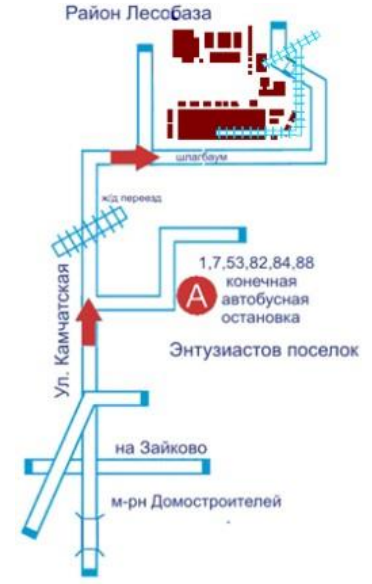 Район Лесобаза
шлагбаум
ж/д переезд
Ул. Камчатская
1,7,53,82,84,88
конечная
автобусная
остановка
А
Энтузиастов поселок
на Зайково
м-рн Домостроителей